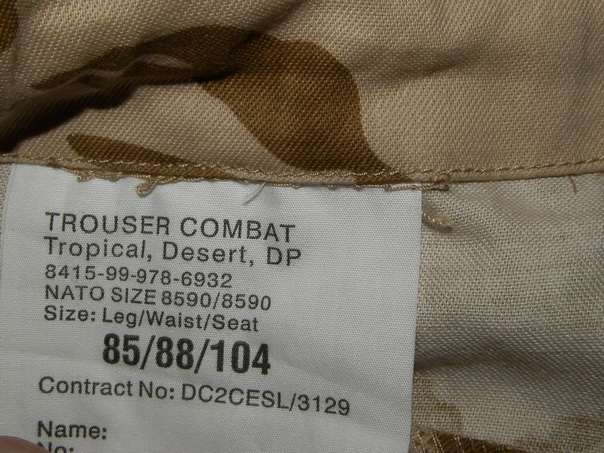 TROUSER COMBAT
Tropical, Desert, DP
8415-99-978-6932
NATO SIZE 8590/8590
Size: Leg/Waist/Seat
85/88/104
Contract No: DC2CESL/3129
Name:
No: